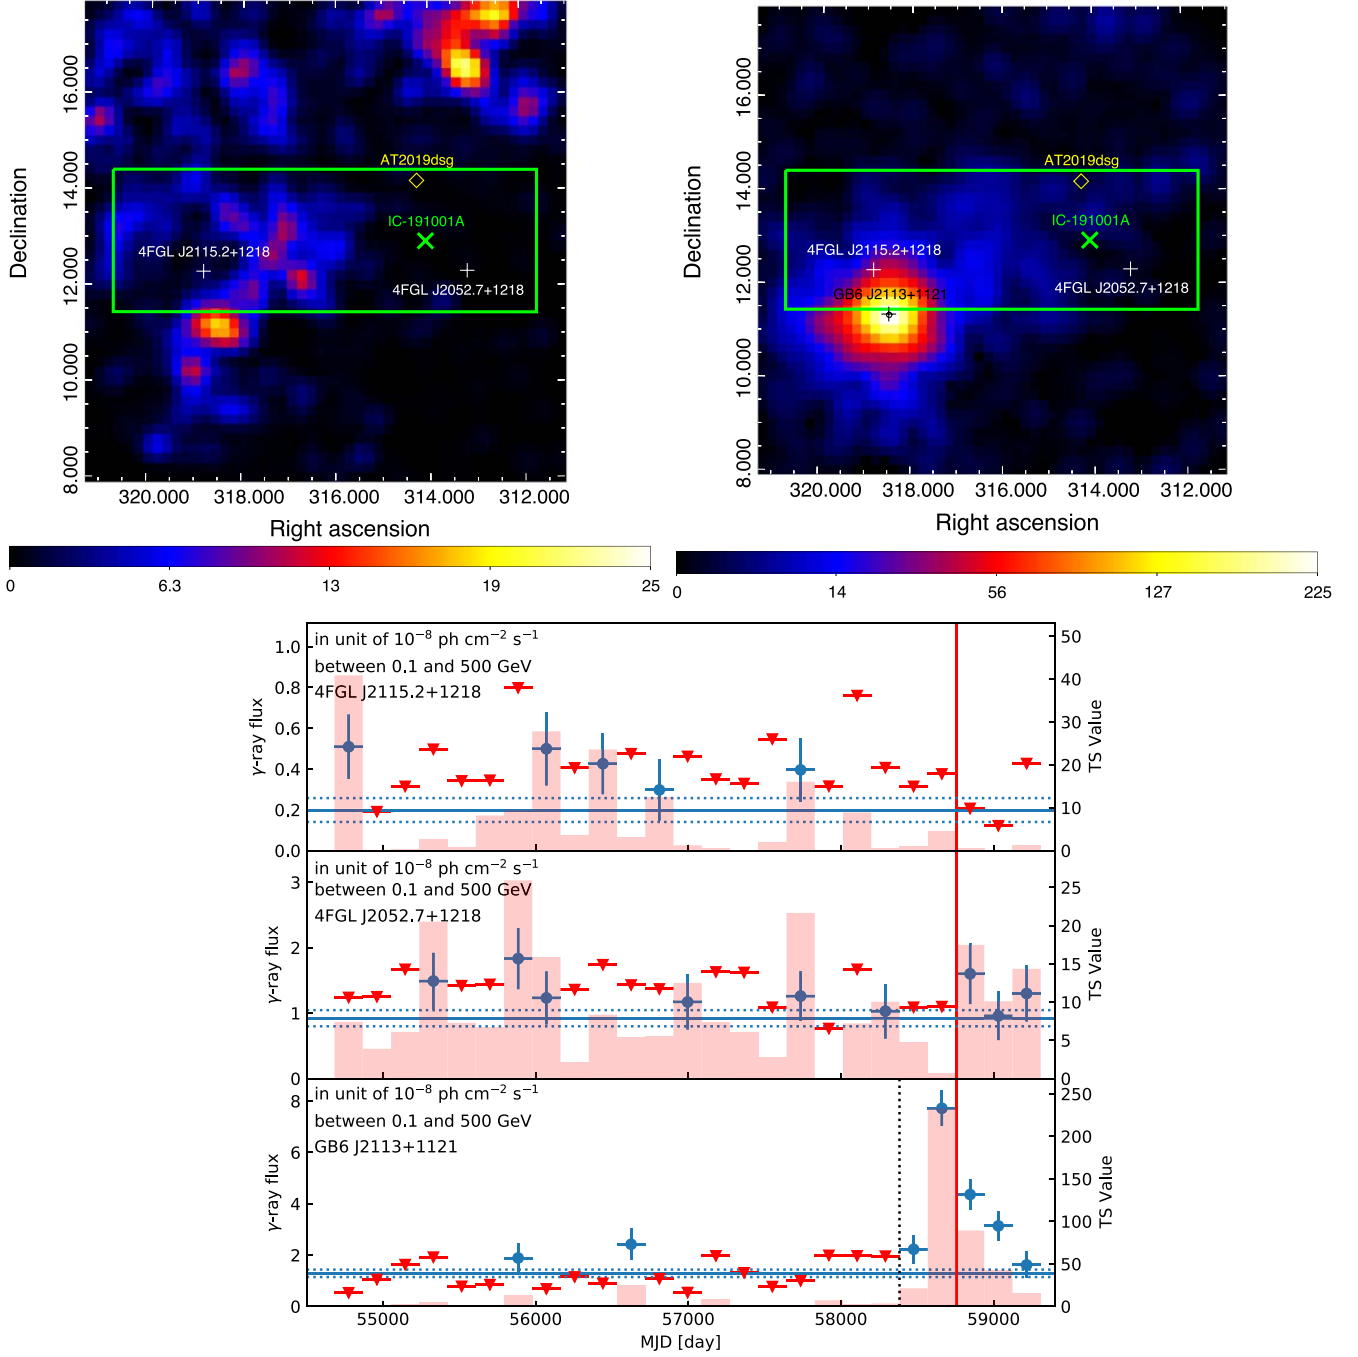 Declination
16.000
14.000
12.000
10.000
8.000
AT2019dsg
IC-191001A
4FGL J2115.2+1218
4FGL J2052.7+1218
320.000 318.000 316.000 314.000 312.000
Right ascension
0 6.3 13 19 25
Declination
16.000
14.000
12.000
10.000
8.000
AT2019dsg
IC-191001A
4FGL J2115.2+1218
GB6 J2113+1121
4FGL J2052.7+1218
320.000 318.000 316.000 314.000 312.000
Right ascension
0 14 56 127 225
in unit of 10⁻⁸ ph cm⁻² s⁻¹
between 0.1 and 500 GeV
4FGL J2115.2+1218
γ-ray flux
1.0
0.8
0.6
0.4
0.2
0.0
TS Value
50
40
30
20
10
0
in unit of 10⁻⁸ ph cm⁻² s⁻¹
between 0.1 and 500 GeV
4FGL J2052.7+1218
γ-ray flux
3
2
1
0
TS Value
25
20
15
10
5
0
in unit of 10⁻⁸ ph cm⁻² s⁻¹
between 0.1 and 500 GeV
GB6 J2113+1121
γ-ray flux
8
6
4
2
0
TS Value
250
200
150
100
50
0
55000 56000 57000 58000 59000
MJD [day]